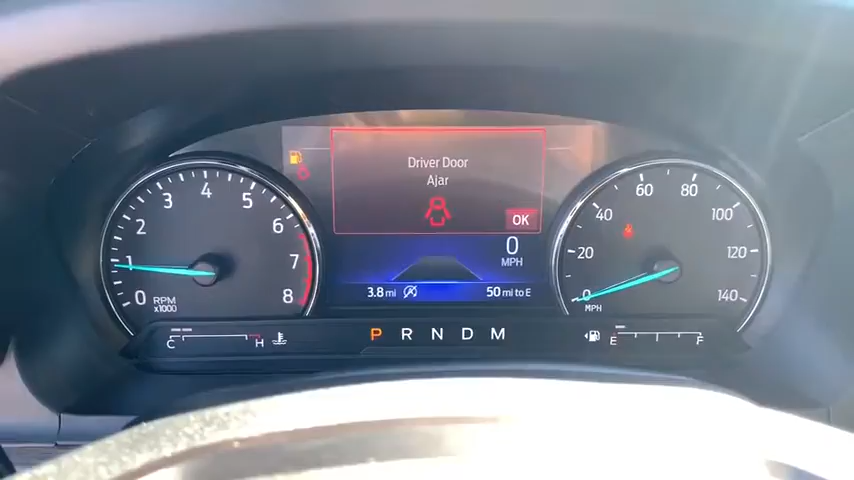 Driver Door
Ajar
OK
0
MPH
3.8 mi
50 mi to E
0 1 2 3 4 5 6 7 8
RPM
x1000
0 20 40 60 80 100 120 140
MPH
C H
P R N D M M
E F